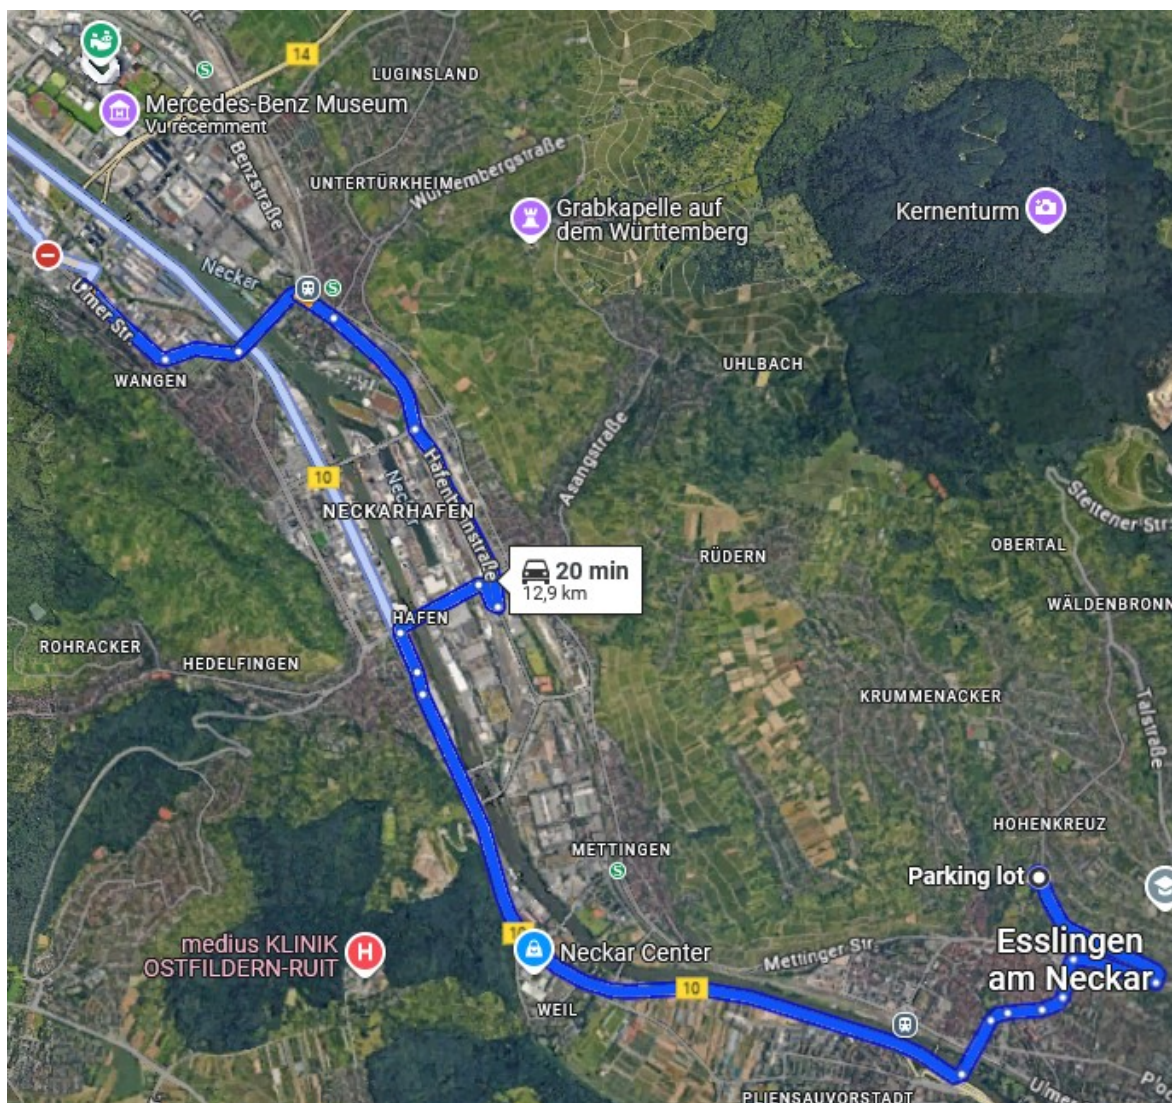 14
LUGINSLAND
S
Mercedes-Benz Museum
Vu récemment
Benzstraße
Württembergstraße
UNTERTÜRKHEIM
Grabkapelle auf
dem Württemberg
Kernenturm
Neckar
S
Ulmer Str.
WANGEN
UHLBACH
Asangstraße
10
Neckar
Hafenbahnstraße
NECKARHAFEN
Stettener Str.
OBERTAL
RÜDERN
20 min
12,9 km
WÄLDENBRONN
HAFEN
ROHRACKER
HEDELFINGEN
KRUMMENACKER
Talstraße
HOHENKREUZ
METTINGEN
S
Parking lot
medius KLINIK
OSTFILDERN-RUIT
H
10
Neckar Center
Mettinger Str.
Esslingen
am Neckar
10
WEIL
PLIENSAUVORSTADT
Ulmer